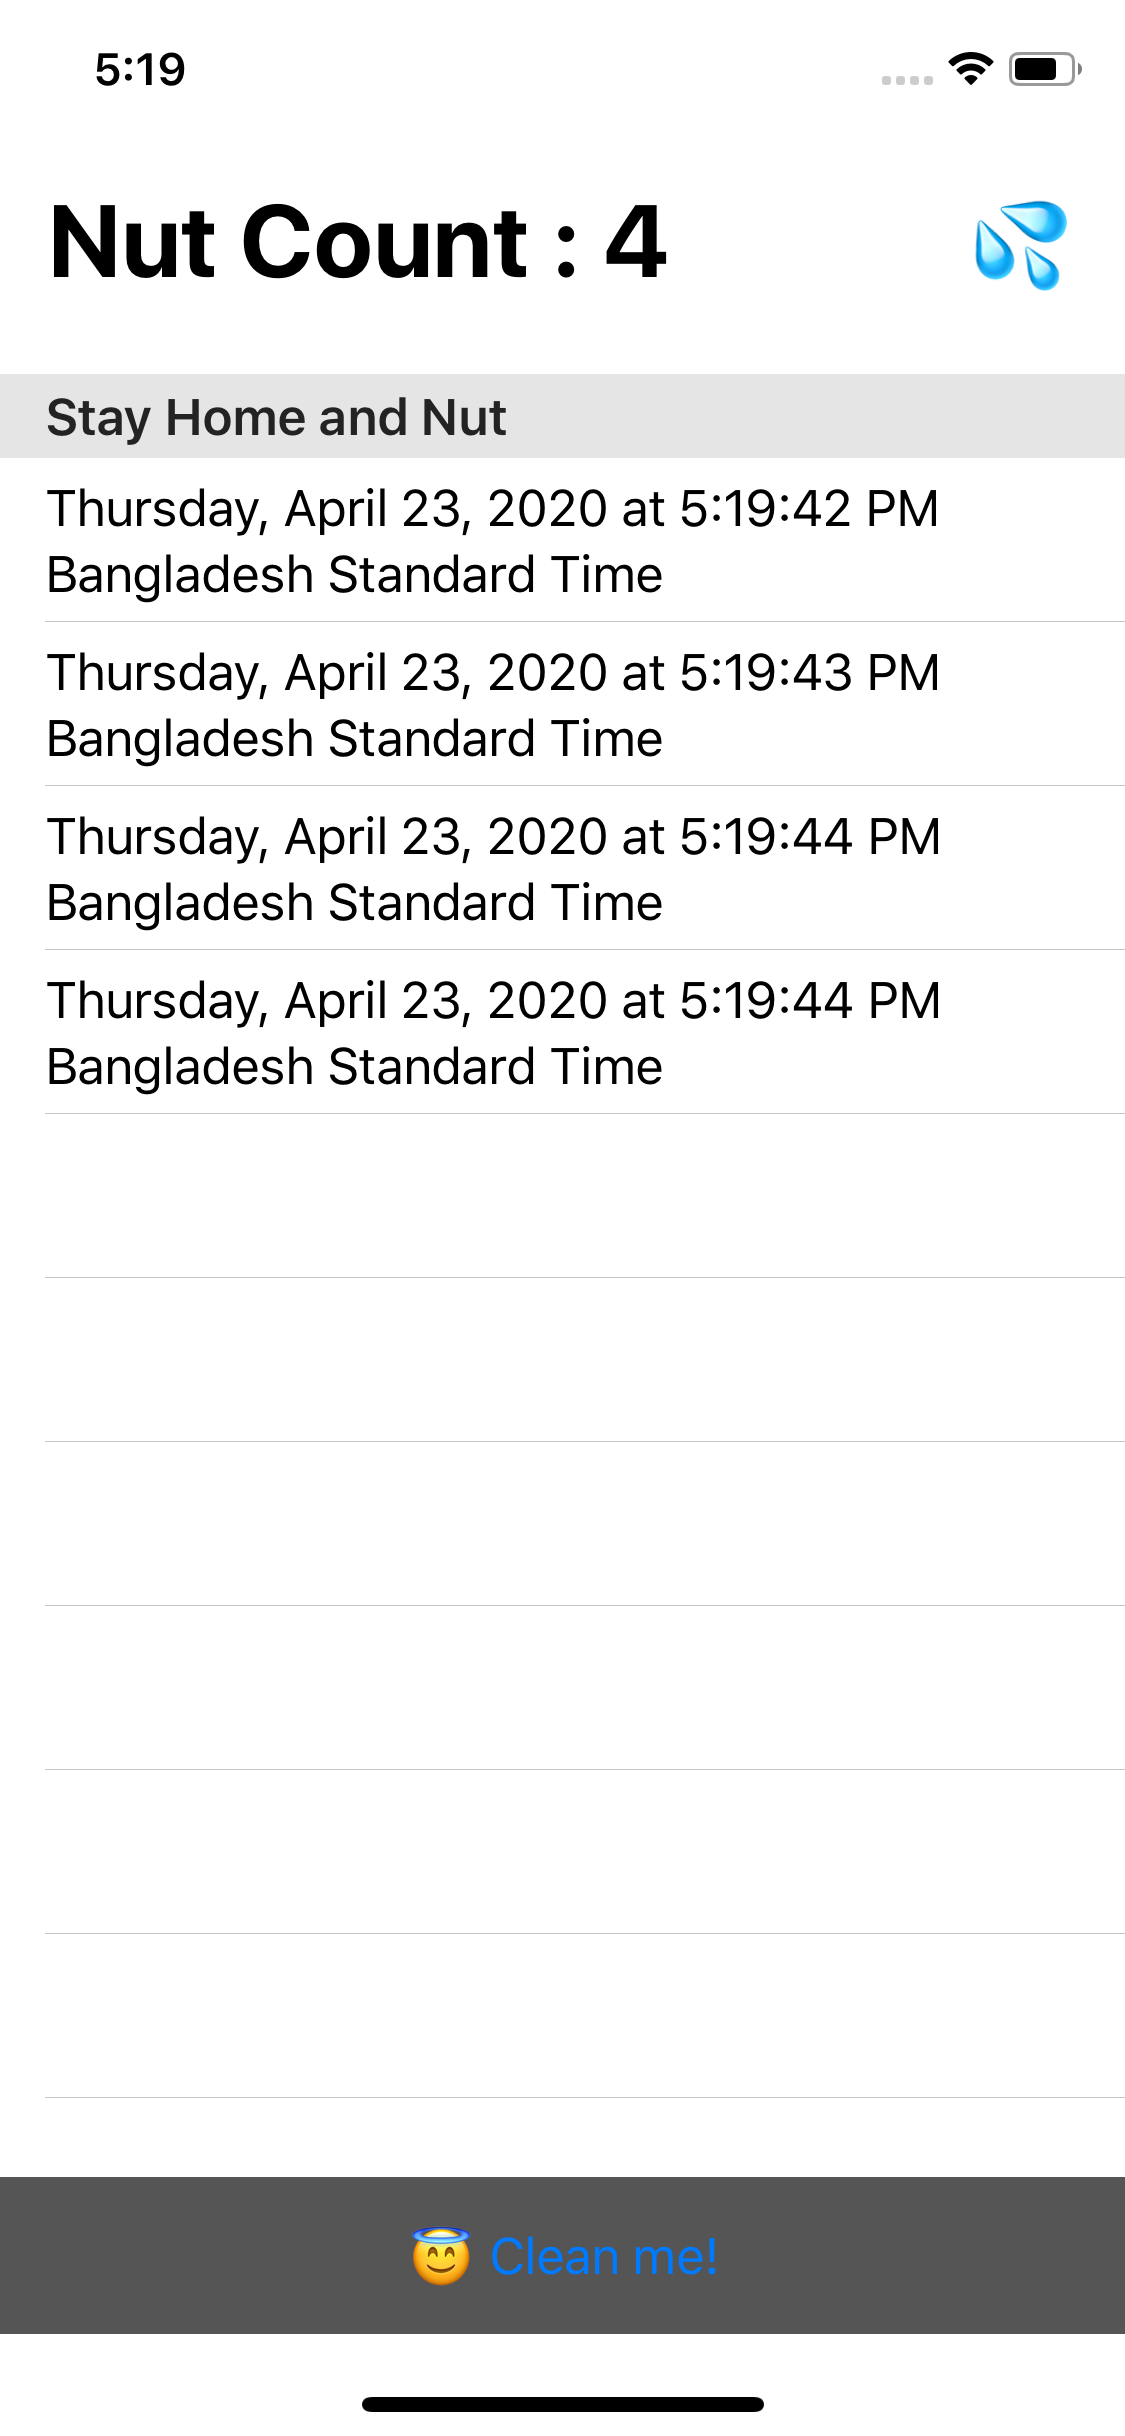 5:19
Nut Count : 4 💦
Stay Home and Nut
Thursday, April 23, 2020 at 5:19:42 PM
Bangladesh Standard Time
Thursday, April 23, 2020 at 5:19:43 PM
Bangladesh Standard Time
Thursday, April 23, 2020 at 5:19:44 PM
Bangladesh Standard Time
Thursday, April 23, 2020 at 5:19:44 PM
Bangladesh Standard Time
😇 Clean me!